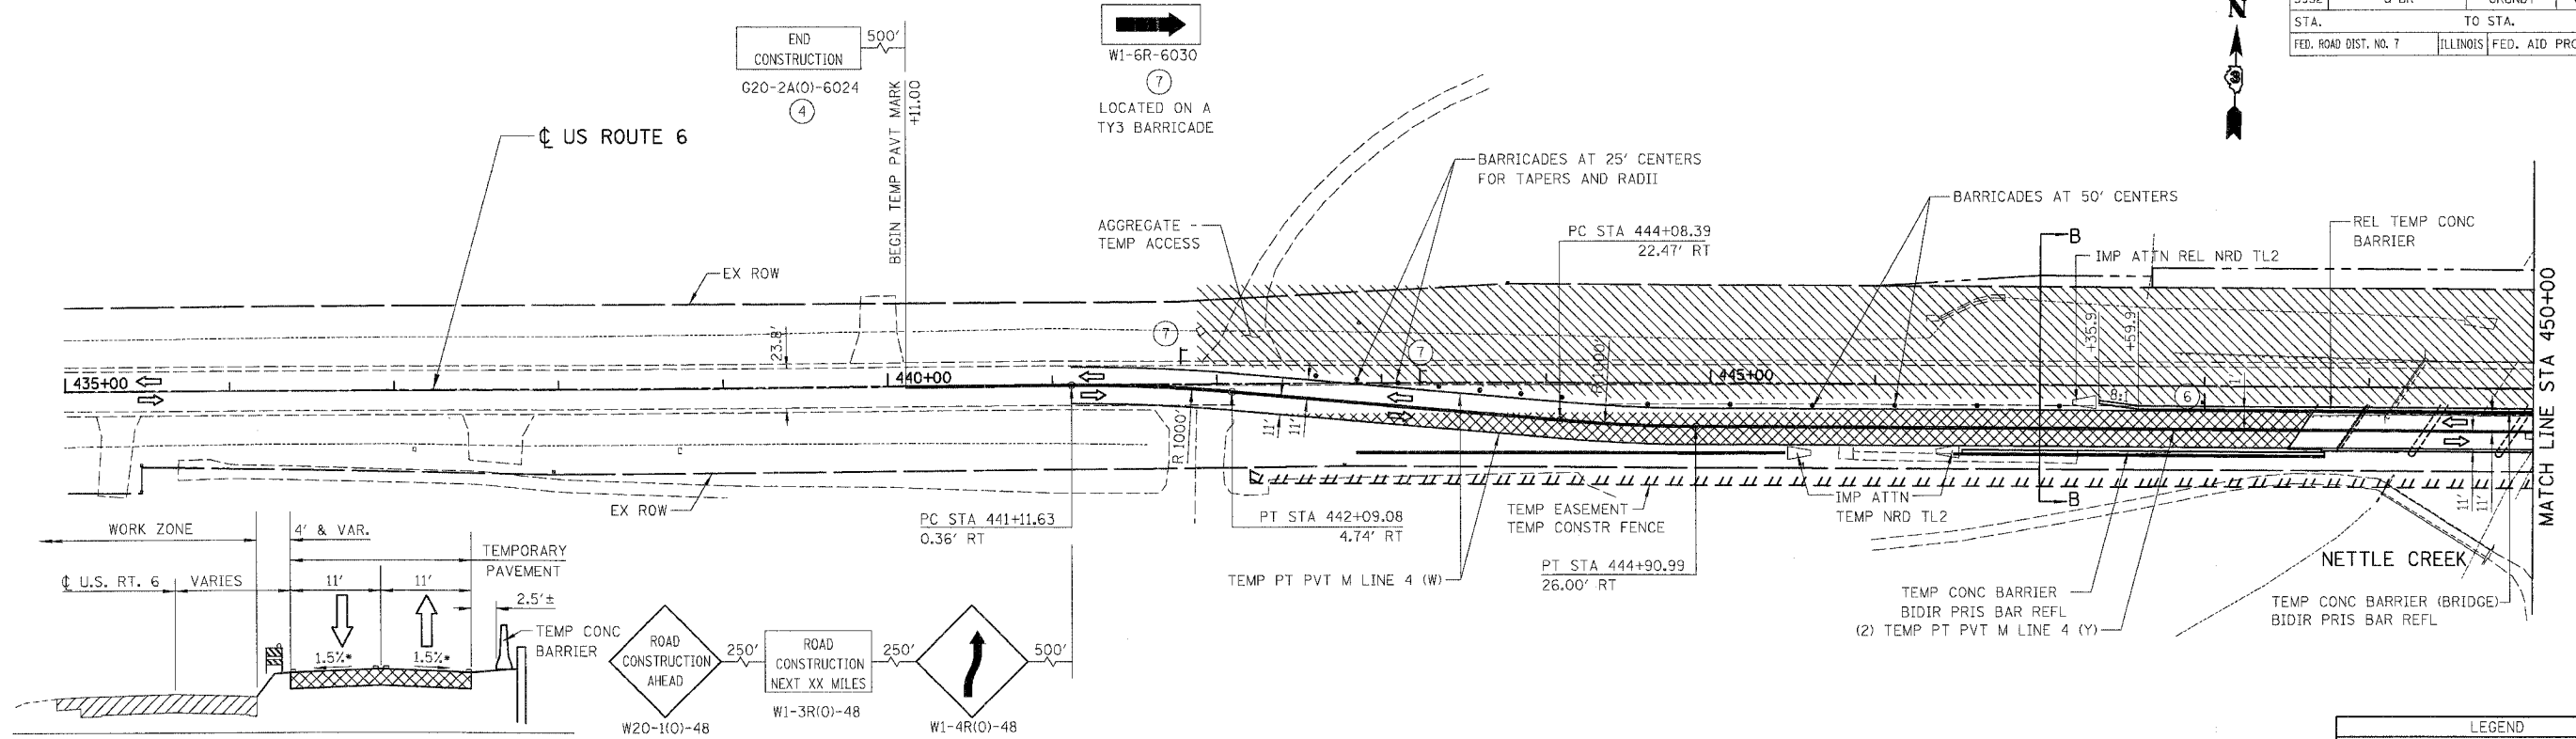 END
CONSTRUCTION
500'
G20-2A(O)-6024
4
BEGIN TEMP PAVT MARK
+11.00
W1-6R-6030
7
LOCATED ON A
TY3 BARRICADE
N
3
STA.
TO STA.
FED. ROAD DIST. NO. 7
ILLINOIS
FED. AID
℄ US ROUTE 6
BARRICADES AT 25' CENTERS
FOR TAPERS AND RADII
BARRICADES AT 50' CENTERS
AGGREGATE
TEMP ACCESS
PC STA 444+08.39
22.47' RT
REL TEMP CONC
BARRIER
B
IMP ATTN REL NRD TL2
EX ROW
23.8'
7
7
R 1000'
+35.9
+59.9
MATCH LINE STA 450+00
435+00
440+00
445+00
8:1
6
1'
R 1000'
11'
11'
11'
11'
EX ROW
PC STA 441+11.63
0.36' RT
PT STA 442+09.08
4.74' RT
TEMP EASEMENT
TEMP CONSTR FENCE
IMP ATTN
TEMP NRD TL2
B
PT STA 444+90.99
26.00' RT
TEMP PT PVT M LINE 4 (W)
NETTLE CREEK
TEMP CONC BARRIER
BIDIR PRIS BAR REFL
(2) TEMP PT PVT M LINE 4 (Y)
TEMP CONC BARRIER (BRIDGE)
BIDIR PRIS BAR REFL
WORK ZONE
4' & VAR.
TEMPORARY
PAVEMENT
℄ U.S. RT. 6
VARIES
11'
11'
2.5'±
TEMP CONC
BARRIER
1.5%*
1.5%*
ROAD
CONSTRUCTION
AHEAD
250'
ROAD
CONSTRUCTION
NEXT XX MILES
250'
500'
W20-1(O)-48
W1-3R(O)-48
W1-4R(O)-48
LEGEND